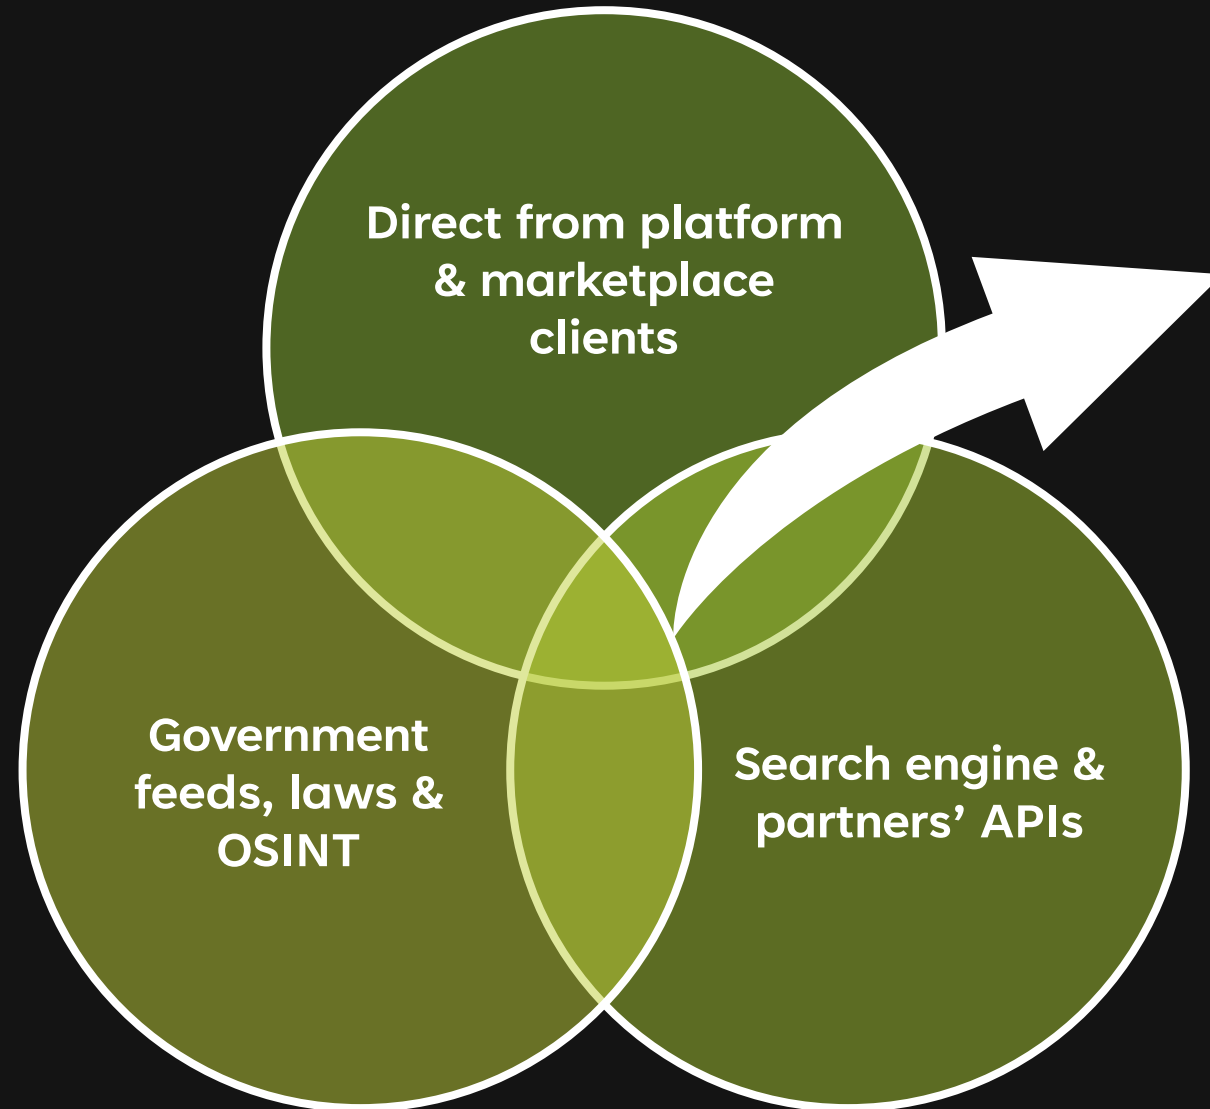 Direct from platform
& marketplace
clients
Government
feeds, laws &
OSINT
Search engine &
partners’ APIs